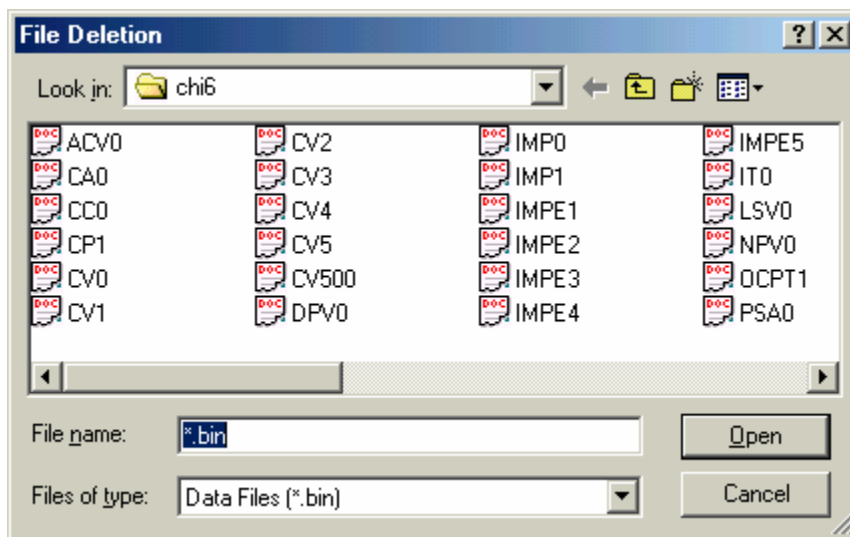 File Deletion
Look in: chi6
ACV0 CV2 IMP0 IMPE5
CA0 CV3 IMP1 IT0
CC0 CV4 IMPE1 LSV0
CP1 CV5 IMPE2 NPV0
CV0 CV500 IMPE3 OCPT1
CV1 DPV0 IMPE4 PSA0
File name: *.bin Open
Files of type: Data Files (*.bin) Cancel